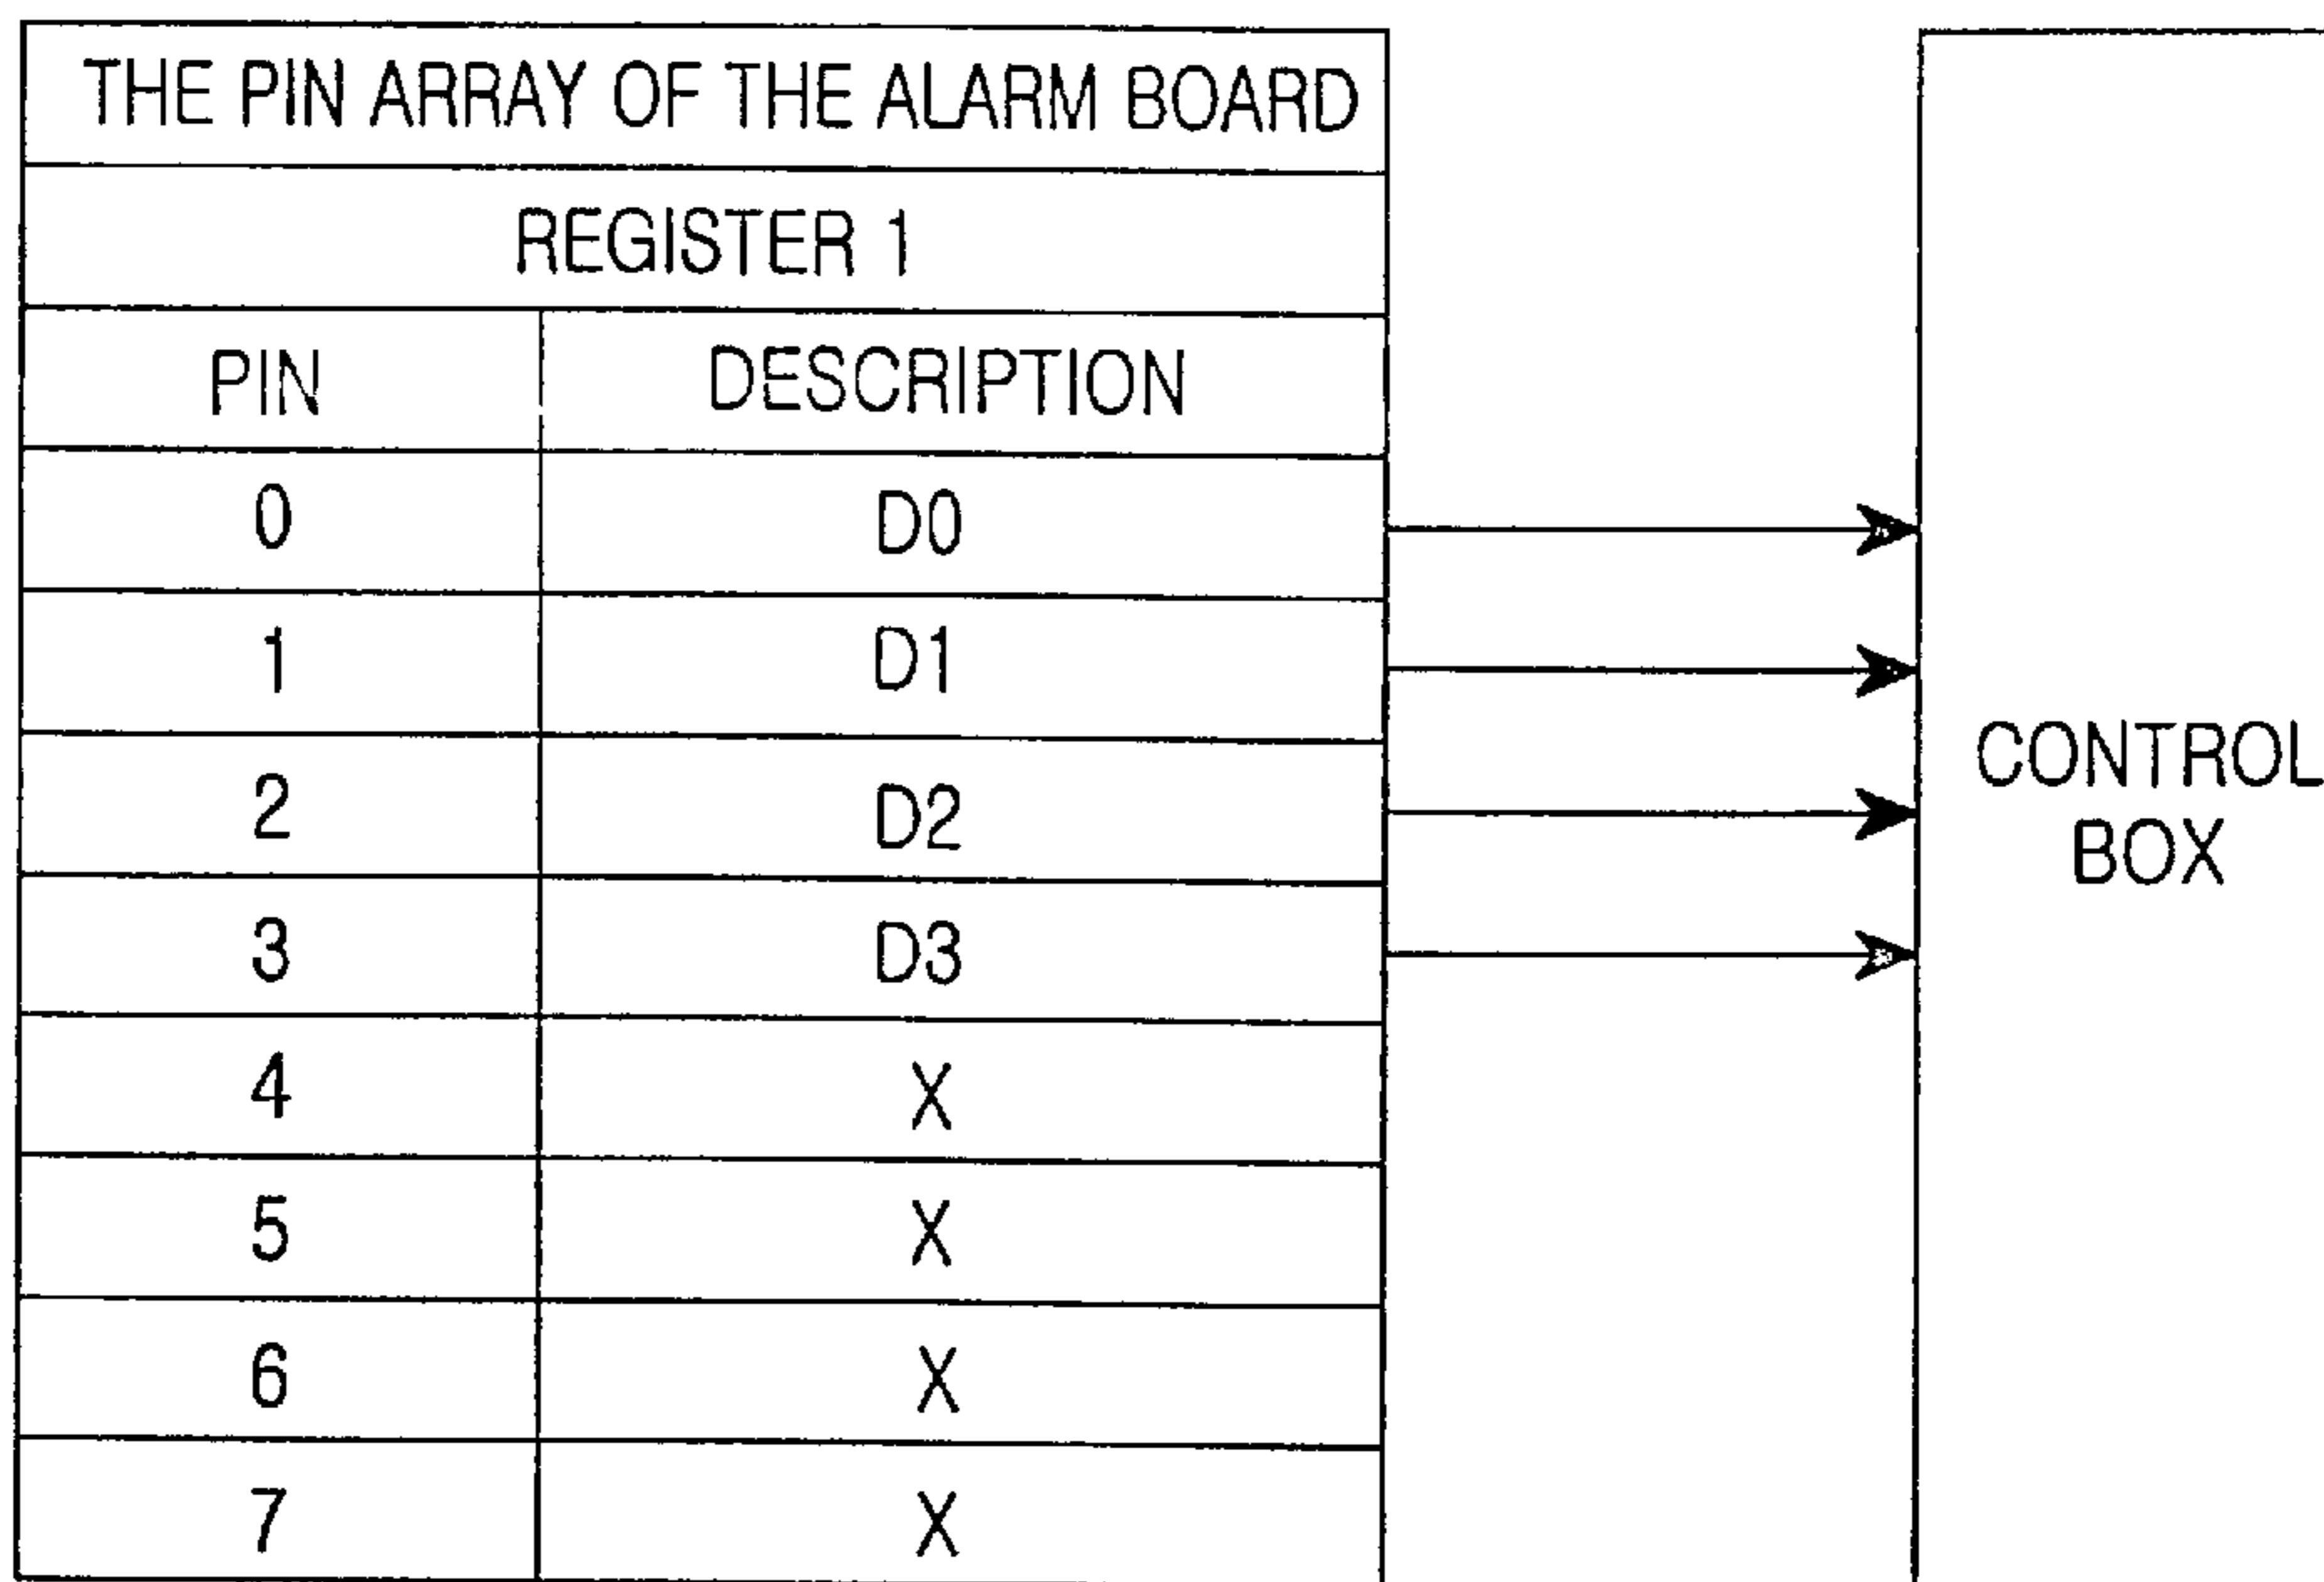 THE PIN ARRAY OF THE ALARM BOARD
REGISTER 1
PIN DESCRIPTION
0 D0
1 D1
2 D2
3 D3
4 X
5 X
6 X
7 X
CONTROL
BOX